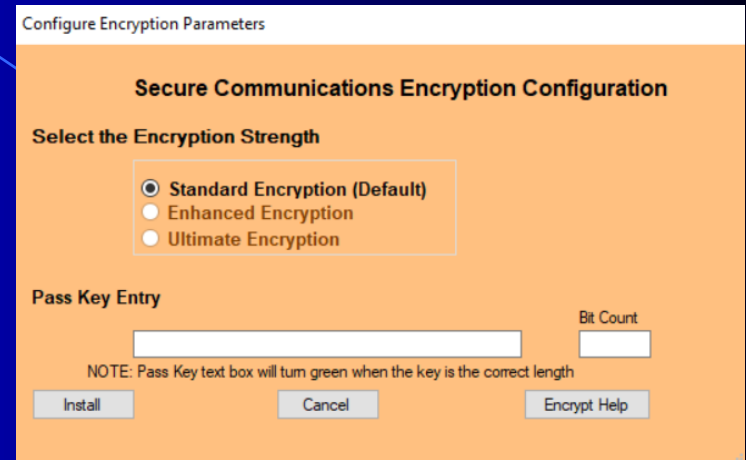 Configure Encryption Parameters
Secure Communications Encryption Configuration
Select the Encryption Strength
Standard Encryption (Default)
Enhanced Encryption
Ultimate Encryption
Pass Key Entry
Bit Count
NOTE: Pass Key text box will turn green when the key is the correct length
Install Cancel Encrypt Help